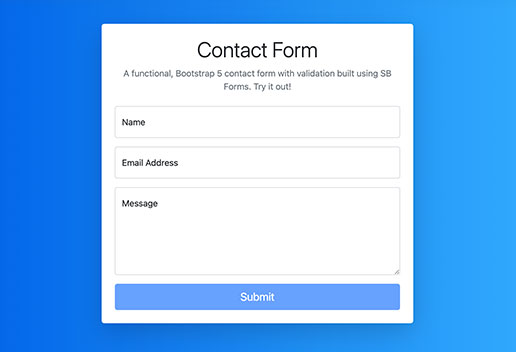 Contact Form
A functional, Bootstrap 5 contact form with validation built using SB
Forms. Try it out!
Name
Email Address
Message
Submit